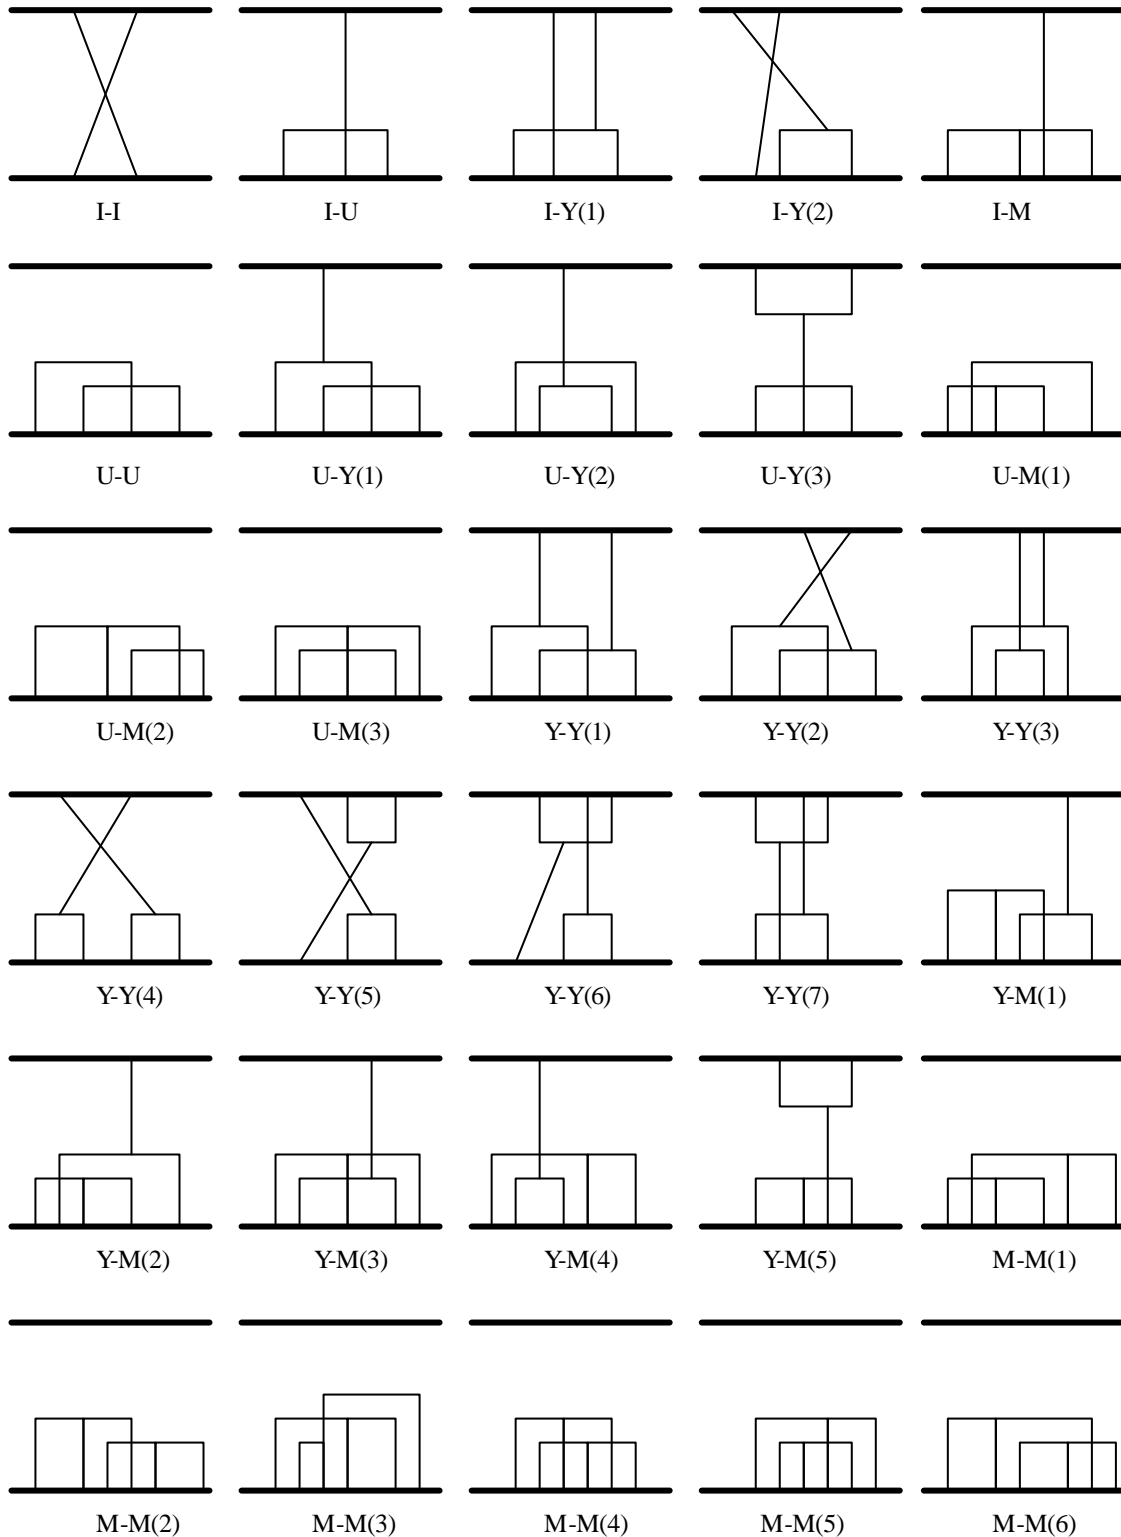 I-I I-U I-Y(1) I-Y(2) I-M
U-U U-Y(1) U-Y(2) U-Y(3) U-M(1)
U-M(2) U-M(3) Y-Y(1) Y-Y(2) Y-Y(3)
Y-Y(4) Y-Y(5) Y-Y(6) Y-Y(7) Y-M(1)
Y-M(2) Y-M(3) Y-M(4) Y-M(5) M-M(1)
M-M(2) M-M(3) M-M(4) M-M(5) M-M(6)